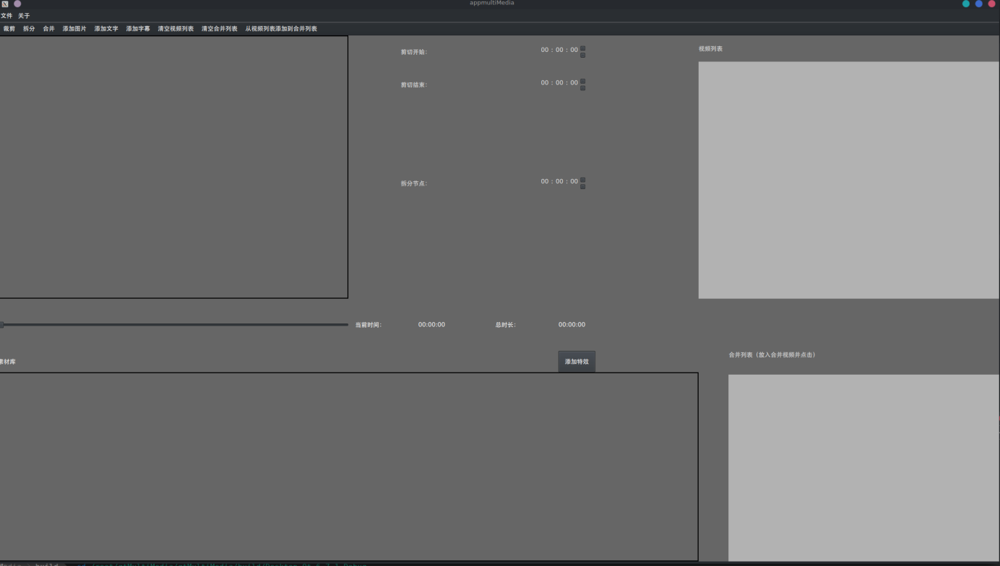 appmultiMedia
文件 关于
裁剪 拆分 合并 添加图片 添加文字 添加字幕 清空视频列表 清空合并列表 从视频列表添加到合并列表
剪切开始: 00 : 00 : 00
视频列表
剪切结束: 00 : 00 : 00
拆分节点: 00 : 00 : 00
当前时间: 00:00:00 总时长: 00:00:00
合并列表（放入合并视频并点击）
素材库 添加特效